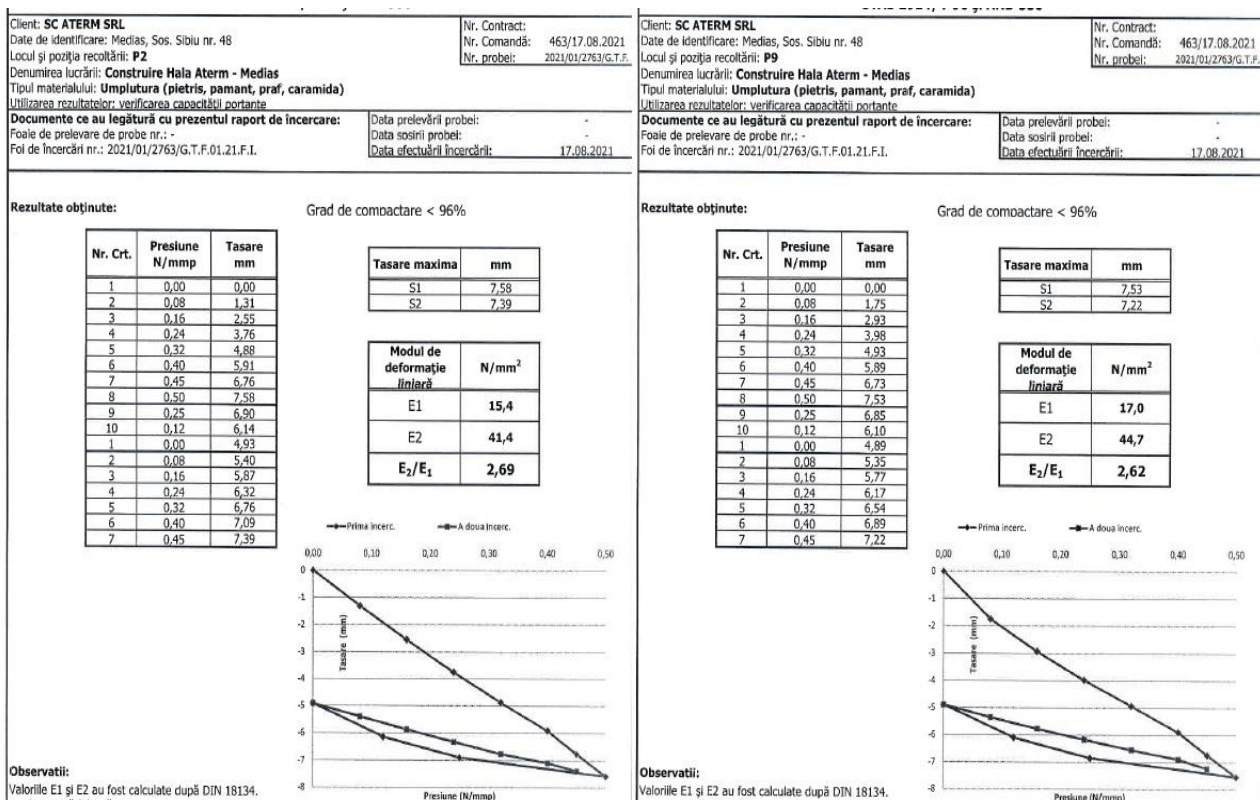 Client: SC ATERM SRL
Date de identificare: Medias, Sos. Sibiu nr. 48
Locul și poziția recoltării: P2
Denumirea lucrării: Construire Hala Aterm - Medias
Tipul materialului: Umplutura (pietris, pamant, praf, caramida)
Utilizarea rezultatelor: verificarea capacității portante
Nr. Contract:
Nr. Comandă: 463/17.08.2021
Nr. probei: 2021/01/2763/G.T.F.
Documente ce au legătură cu prezentul raport de încercare:
Foaie de prelevare de probe nr.: -
Foi de încercări nr.: 2021/01/2763/G.T.F.01.21.F.I.
Data prelevării probei: -
Data sosirii probei: -
Data efectuării încercării: 17.08.2021
Rezultate obținute:
Grad de compactare < 96%
Nr. Crt. Presiune N/mmp Tasare mm
1 0,00 0,00
2 0,08 1,31
3 0,16 2,55
4 0,24 3,76
5 0,32 4,88
6 0,40 5,91
7 0,45 6,76
8 0,50 7,58
9 0,25 6,90
10 0,12 6,14
1 0,00 4,93
2 0,08 5,40
3 0,16 5,87
4 0,24 6,32
5 0,32 6,76
6 0,40 7,09
7 0,45 7,39
Tasare maxima mm
S1 7,58
S2 7,39
Modul de deformație liniară N/mm²
E1 15,4
E2 41,4
E₂/E₁ 2,69
Prima incerc. A doua incerc.
0,00 0,10 0,20 0,30 0,40 0,50
0
-1
-2
-3
-4
-5
-6
-7
-8
Tasare (mm)
Presiune (N/mmp)
Observatii:
Valoriile E1 și E2 au fost calculate după DIN 18134.
Client: SC ATERM SRL
Date de identificare: Medias, Sos. Sibiu nr. 48
Locul și poziția recoltării: P9
Denumirea lucrării: Construire Hala Aterm - Medias
Tipul materialului: Umplutura (pietris, pamant, praf, caramida)
Utilizarea rezultatelor: verificarea capacității portante
Nr. Contract:
Nr. Comandă: 463/17.08.2021
Nr. probei: 2021/01/2763/G.T.F.
Documente ce au legătură cu prezentul raport de încercare:
Foaie de prelevare de probe nr.: -
Foi de încercări nr.: 2021/01/2763/G.T.F.01.21.F.I.
Data prelevării probei: -
Data sosirii probei: -
Data efectuării încercării: 17.08.2021
Rezultate obținute:
Grad de compactare < 96%
Nr. Crt. Presiune N/mmp Tasare mm
1 0,00 0,00
2 0,08 1,75
3 0,16 2,93
4 0,24 3,98
5 0,32 4,93
6 0,40 5,89
7 0,45 6,73
8 0,50 7,53
9 0,25 6,85
10 0,12 6,10
1 0,00 4,89
2 0,08 5,35
3 0,16 5,77
4 0,24 6,17
5 0,32 6,54
6 0,40 6,89
7 0,45 7,22
Tasare maxima mm
S1 7,53
S2 7,22
Modul de deformație liniară N/mm²
E1 17,0
E2 44,7
E₂/E₁ 2,62
Prima incerc. A doua incerc.
0,00 0,10 0,20 0,30 0,40 0,50
0
-1
-2
-3
-4
-5
-6
-7
-8
Tasare (mm)
Presiune (N/mmp)
Observatii:
Valoriile E1 și E2 au fost calculate după DIN 18134.